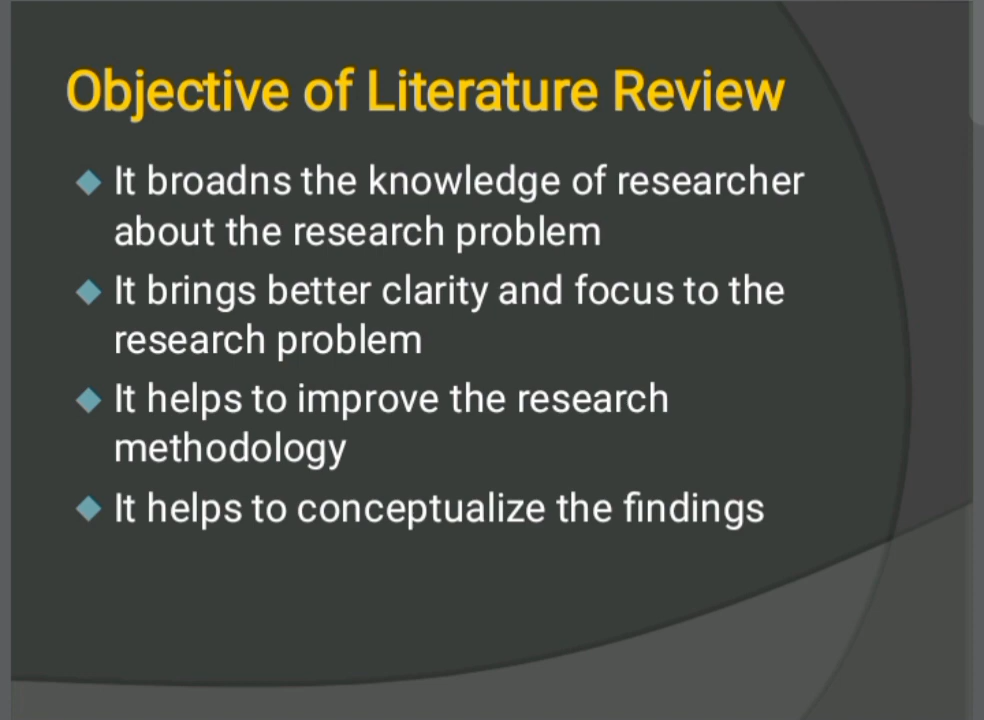 Objective of Literature Review
It broadns the knowledge of researcher
about the research problem
It brings better clarity and focus to the
research problem
It helps to improve the research
methodology
It helps to conceptualize the findings